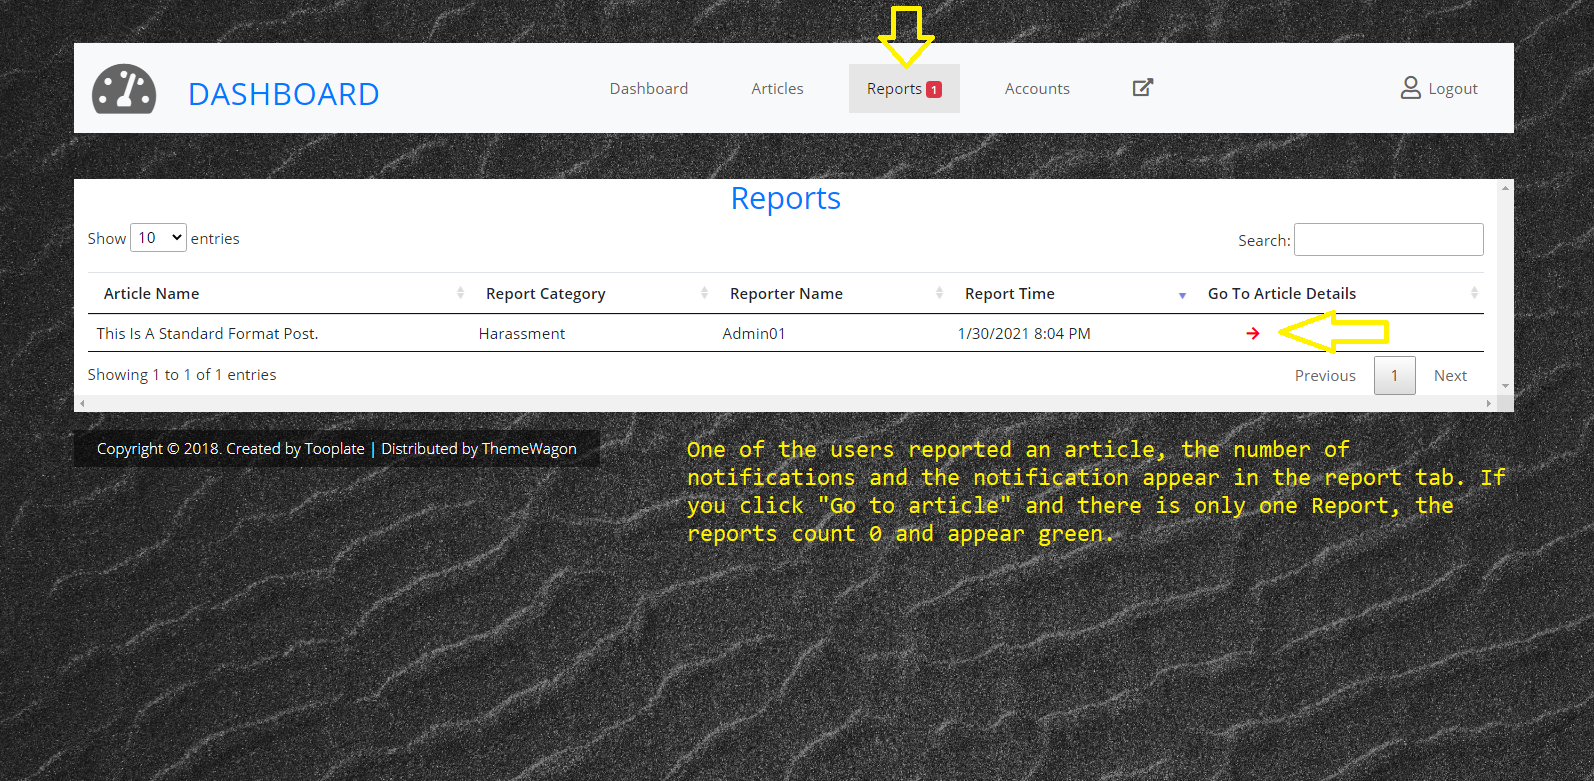 DASHBOARD Dashboard Articles Reports 1 Accounts Logout
Reports
Show 10 entries Search:
Article Name Report Category Reporter Name Report Time Go To Article Details
This Is A Standard Format Post. Harassment Admin01 1/30/2021 8:04 PM
Showing 1 to 1 of 1 entries Previous 1 Next
Copyright © 2018. Created by Tooplate | Distributed by ThemeWagon
One of the users reported an article, the number of
notifications and the notification appear in the report tab. If
you click "Go to article" and there is only one Report, the
reports count 0 and appear green.